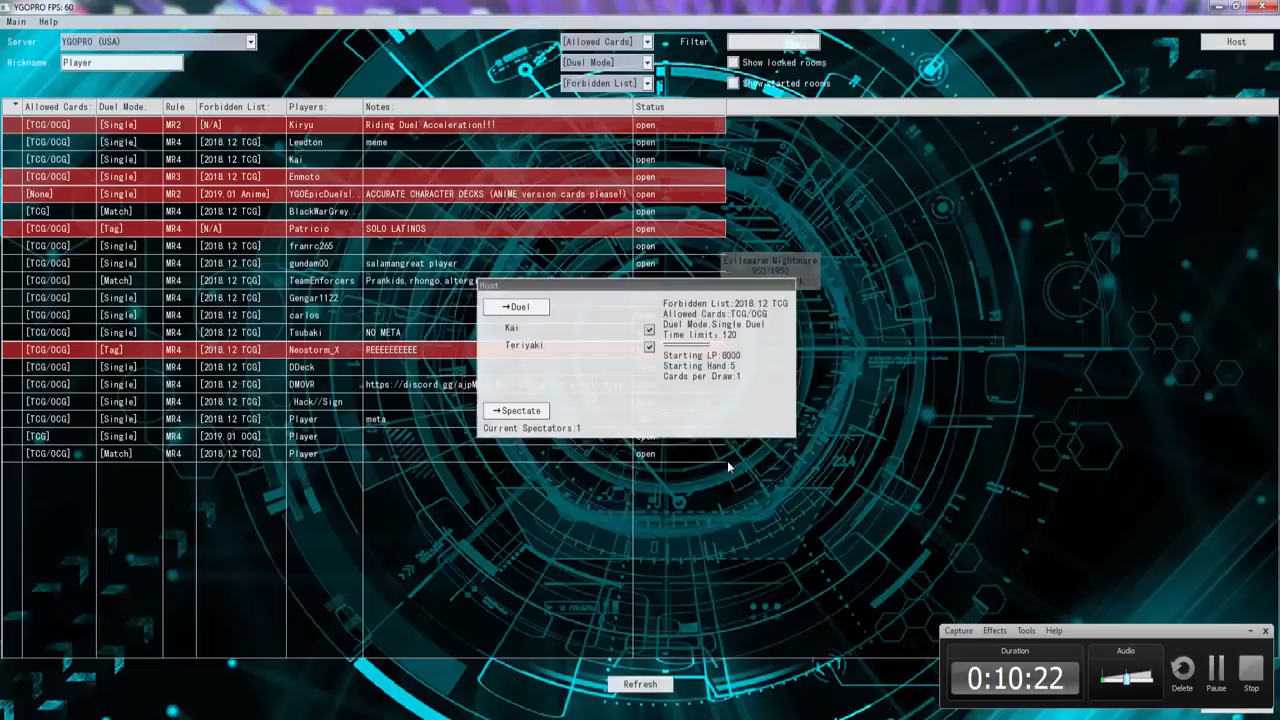 YGOPRO FPS: 60
Main Help
Server: YGOPRO (USA) [Allowed Cards] Filter Host
Nickname Player [Duel Mode] Show locked rooms
[Forbidden List] Show started rooms
Allowed Cards: Duel Mode: Rule Forbidden List: Players: Notes: Status
[TCG/OCG] [Single] MR2 [N/A] Kiryu Riding Duel Acceleration!!! open
[TCG/OCG] [Single] MR4 [2018.12 TCG] Lewdton meme open
[TCG/OCG] [Single] MR4 [2018.12 TCG] Kai open
[TCG/OCG] [Single] MR3 [2018.12 TCG] Enmoto open
[None] [Single] MR2 [2019.01 Anime] YGOEpicDuels!.. ACCURATE CHARACTER DECKS (ANIME version cards please!) open
[TCG] [Match] MR4 [2018.12 TCG] BlackWarGrey... open
[TCG/OCG] [Tag] MR4 [N/A] Patricio SOLO LATINOS open
[TCG/OCG] [Single] MR4 [2018.12 TCG] franrc265 open
[TCG/OCG] [Single] MR4 [2018.12 TCG] gundam00 salamangreat player open
[TCG/OCG] [Match] MR4 [2018.12 TCG] TeamEnforcers Prankids,rhongo,alterg
[TCG/OCG] [Single] MR4 [2018.12 TCG] Gengar1122
[TCG/OCG] [Single] MR4 [2018.12 TCG] carlos
[TCG/OCG] [Single] MR4 [2018.12 TCG] Tsubaki NO META
[TCG/OCG] [Tag] MR4 [2018.12 TCG] Neostorm_X REEEEEEEEEE
[TCG/OCG] [Single] MR4 [2018.12 TCG] DDeck
[TCG/OCG] [Single] MR4 [2018.12 TCG] DMOVR https://discord.gg/ajpM
[TCG/OCG] [Single] MR4 [2018.12 TCG] .Hack//Sign
[TCG/OCG] [Single] MR4 [2018.12 TCG] Player meta
[TCG] [Single] MR4 [2019.01 OCG] Player open
[TCG/OCG] [Match] MR4 [2018.12 TCG] Player open
Evilswarm Nightmare
950/1950
Host
→Duel
Kai
Teriyaki
Forbidden List:2018.12 TCG
Allowed Cards:TCG/OCG
Duel Mode:Single Duel
Time limit: 120
==========
Starting LP:8000
Starting Hand:5
Cards per Draw:1
→Spectate
Current Spectators:1
Refresh
Capture Effects Tools Help
Duration Audio
0:10:22
Delete Pause Stop